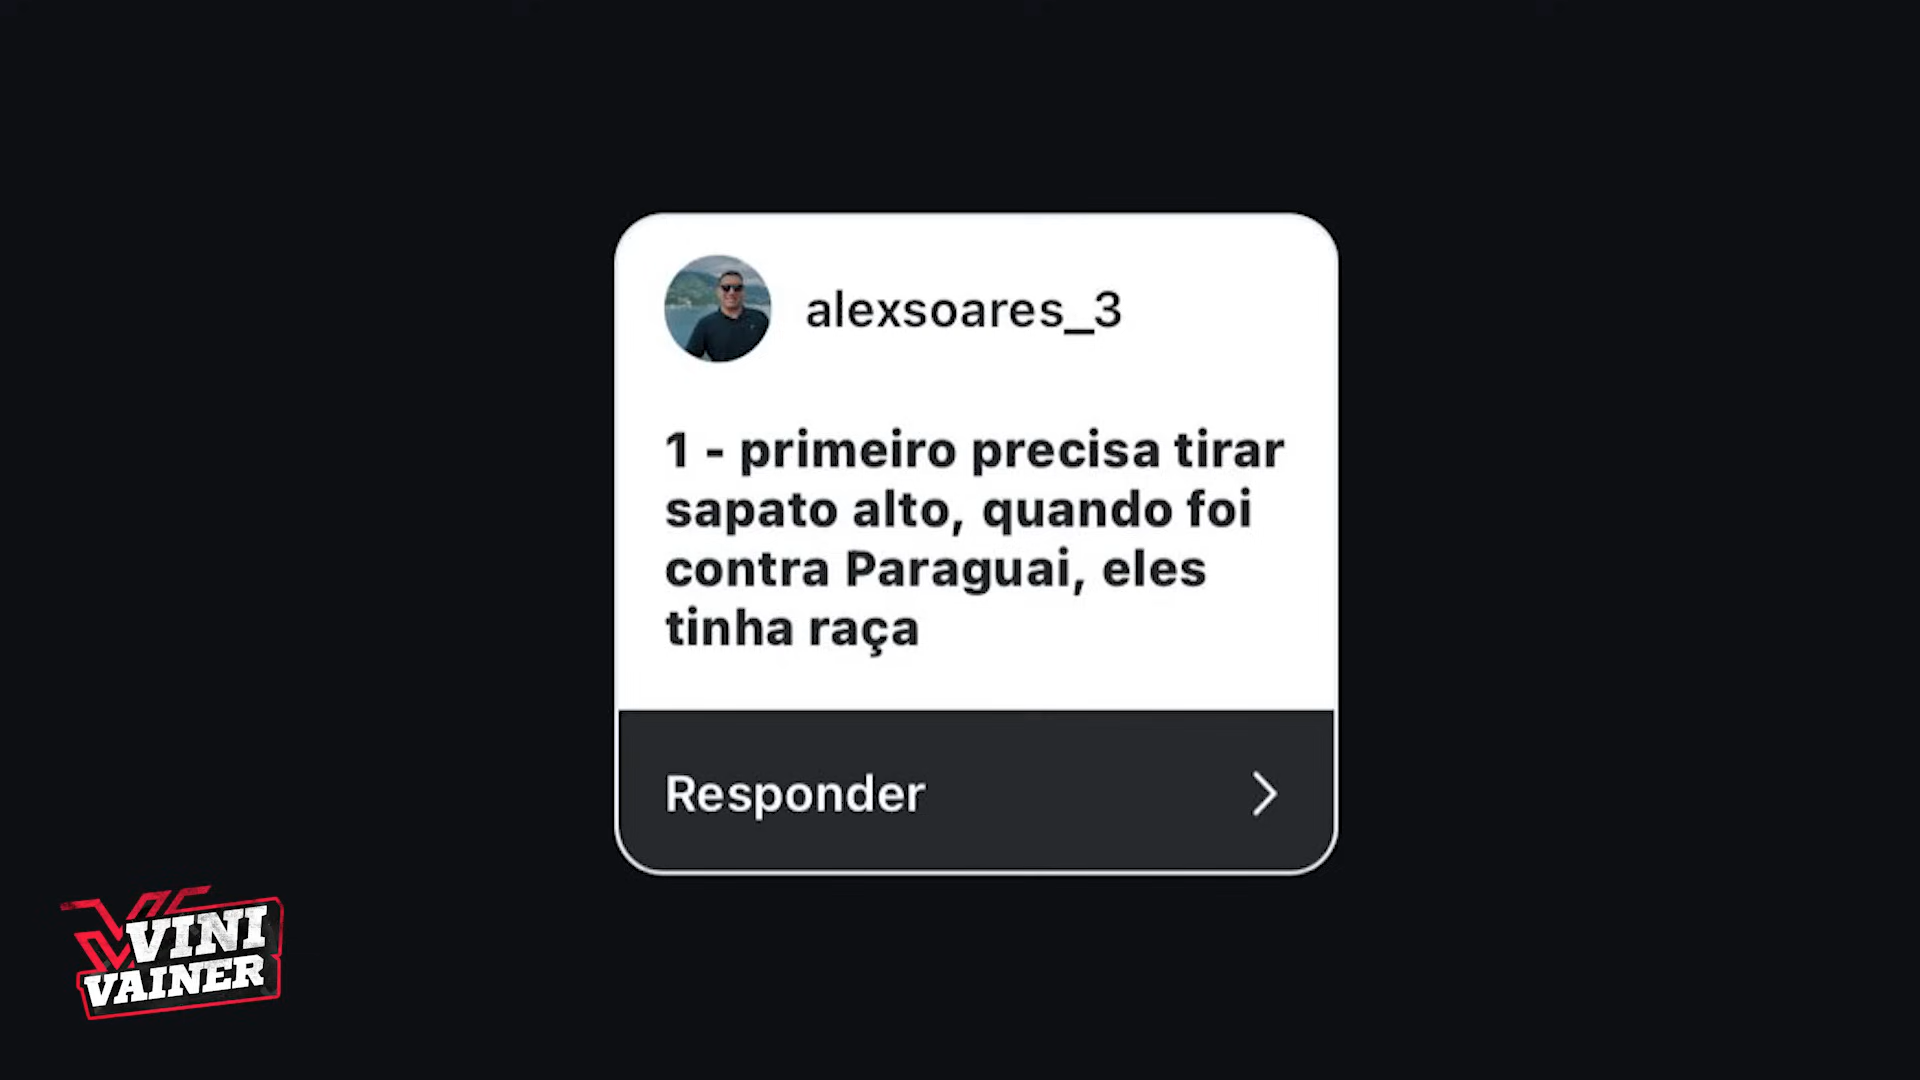 alexsoares_3
1 - primeiro precisa tirar
sapato alto, quando foi
contra Paraguai, eles
tinha raça
Responder
VINI
VAINER